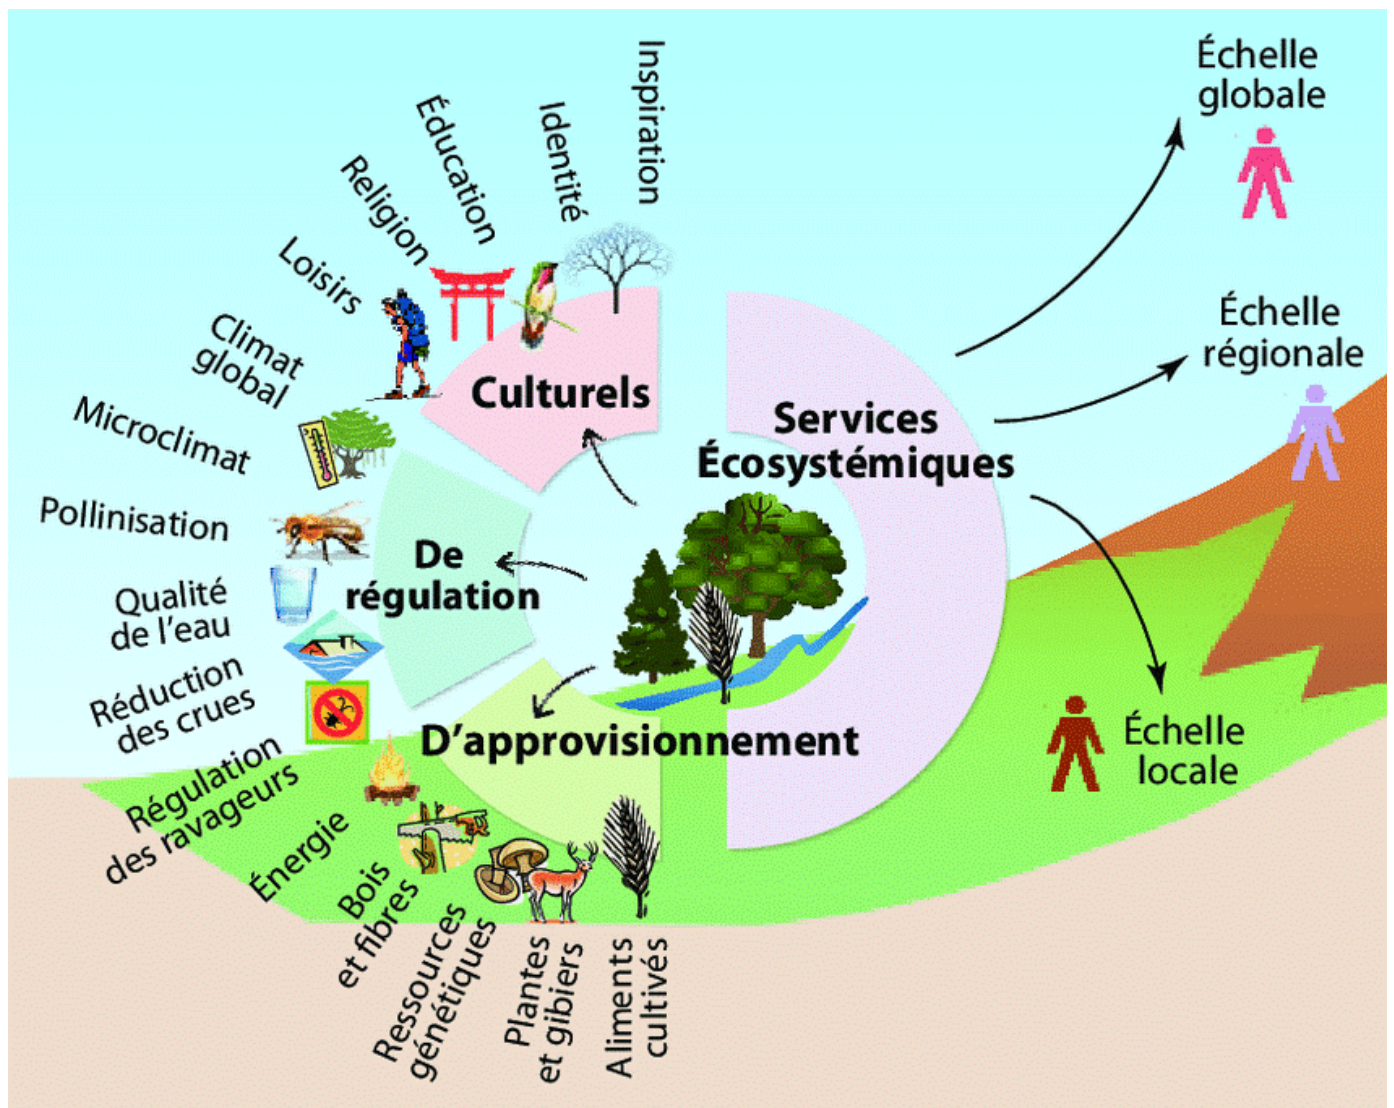 Inspiration
Identité
Éducation
Religion
Loisirs
Climat
global
Microclimat
Pollinisation
Qualité
de l'eau
Réduction
des crues
Régulation
des ravageurs
Énergie
Bois
et fibres
Ressources
génétiques
Plantes
et gibiers
Aliments
cultivés
Culturels
De
régulation
D'approvisionnement
Services
Écosystémiques
Échelle
globale
Échelle
régionale
Échelle
locale